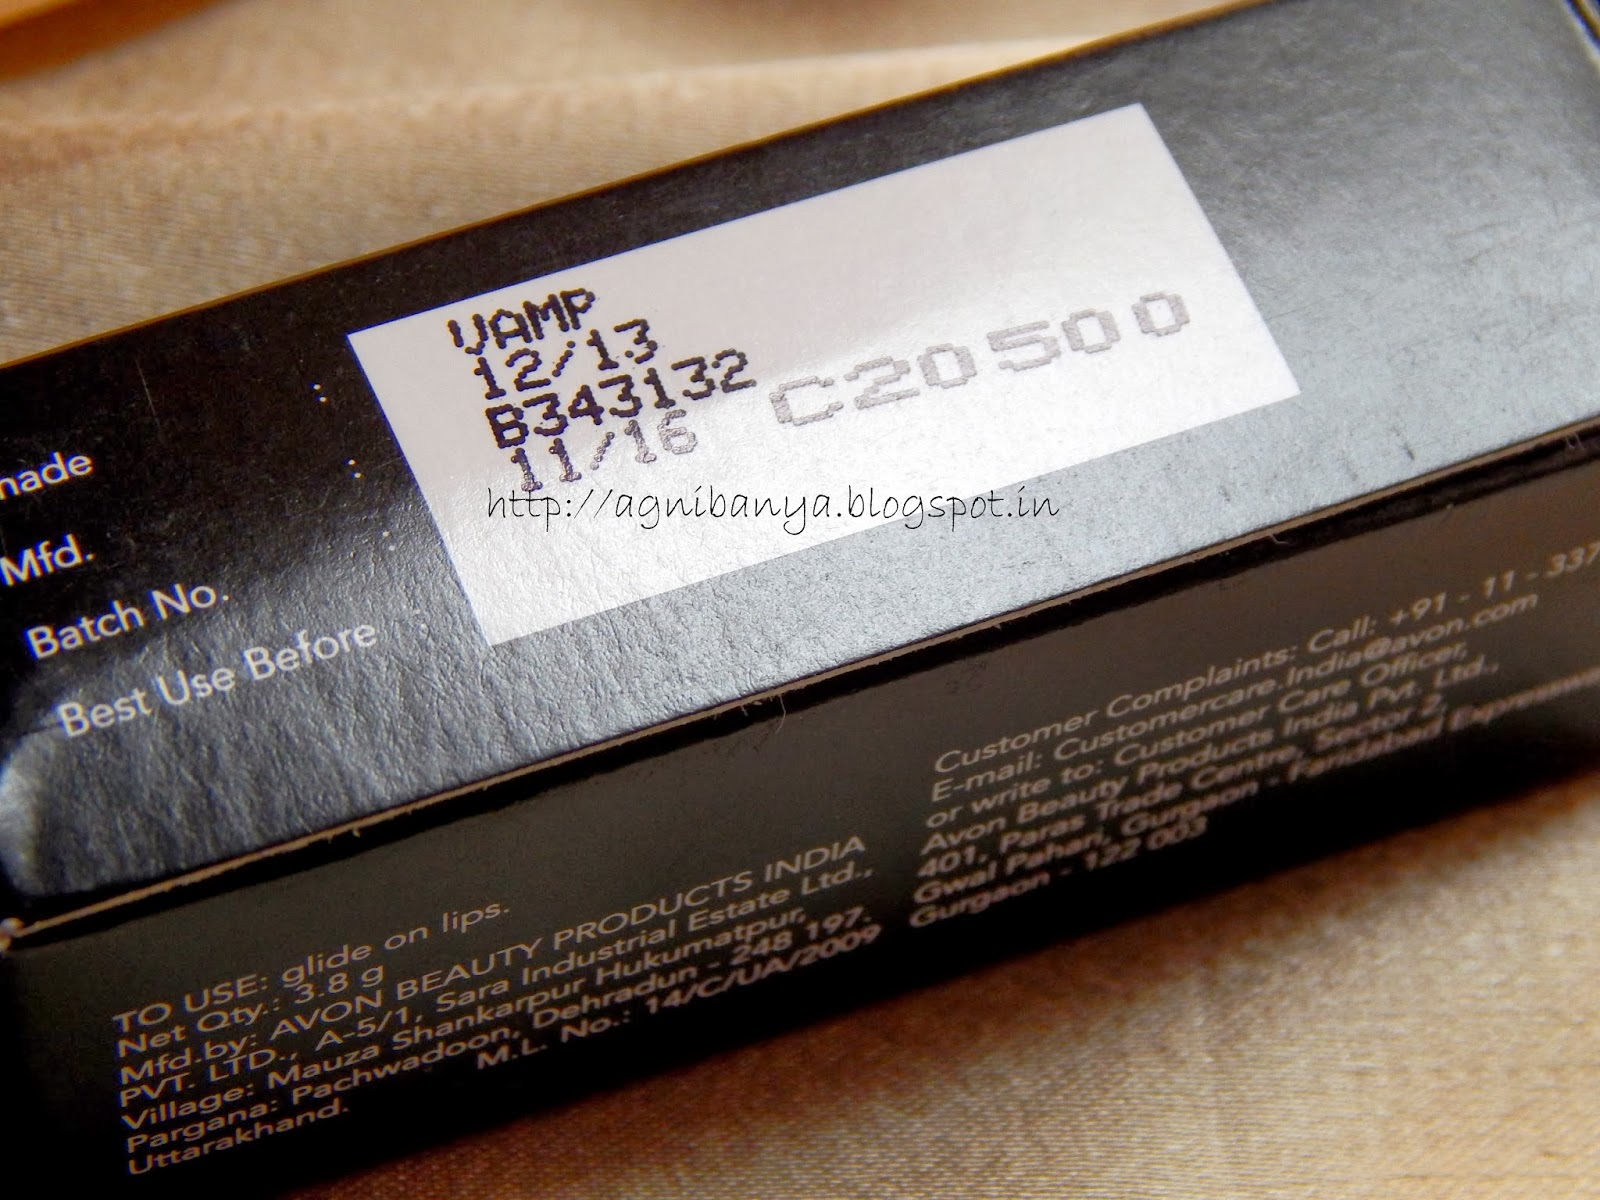 VAMP
12/13
B343132
11/16
C20500
http://agnibanya.blogspot.in
Mfd.
Batch No.
Best Use Before
TO USE: glide on lips.
Net Qty.: 3.8 g
Mfd.by: AVON BEAUTY PRODUCTS INDIA
PVT. LTD., A-5/1, Sara Industrial Estate Ltd.,
Village: Mauza Shankarpur Hukumatpur,
Pargana: Pachwadoon, Dehradun - 248 197.
Uttarakhand.
M.L. No.: 14/C/UA/2009
Customer Complaints: Call: +91 - 11 - 337
E-mail: Customercare.India@avon.com
or write to: Customer Care Officer,
Avon Beauty Products India Pvt. Ltd.,
401, Paras Trade Centre, Sector 2,
Gwal Pahari, Gurgaon - Faridabad
Gurgaon - 122 003